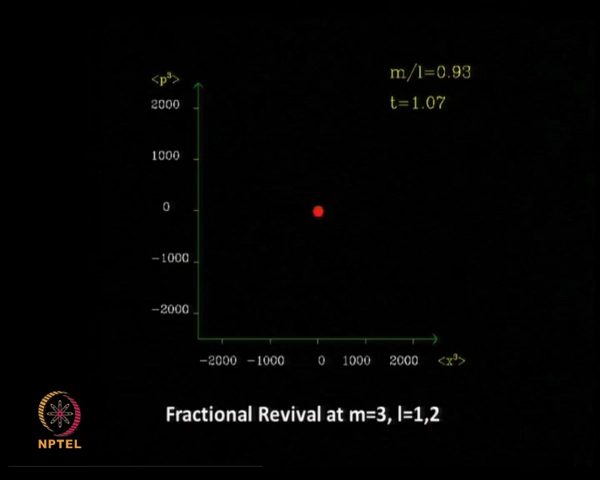 <p³>
m/l=0.93
t=1.07
2000
1000
0
-1000
-2000
-2000 -1000 0 1000 2000 <x³>
Fractional Revival at m=3, l=1,2
NPTEL